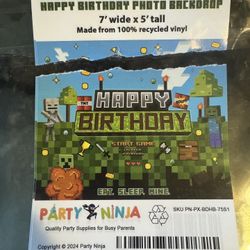 HAPPY BIRTHDAY PHOTO BACKDROP
7' wide x 5' tall
Made from 100% recycled vinyl
HAPPY
BIRTHDAY
START GAME
EAT. SLEEP. MINE.
PARTY NINJA
Quality Party Supplies for Busy Parents
SKU PN-PX-BDHB-7551
Copyright © 2024 Party Ninja